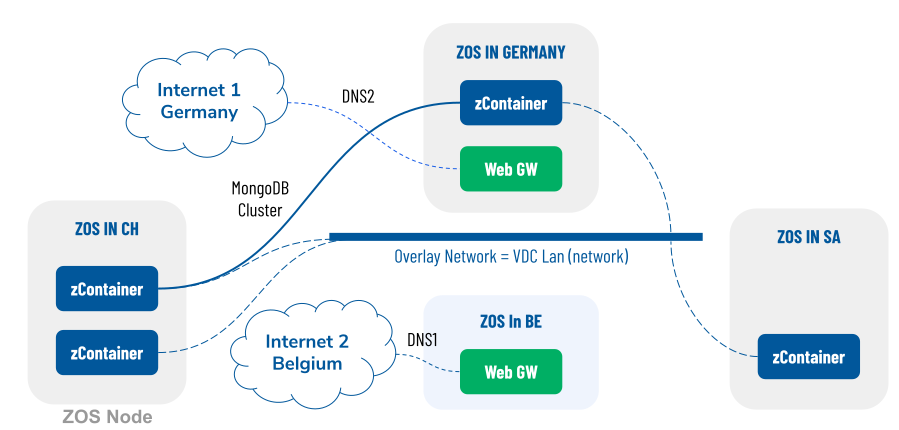 ZOS IN GERMANY
Internet 1
Germany
DNS2
zContainer
Web GW
MongoDB
Cluster
ZOS IN CH
zContainer
zContainer
ZOS Node
Overlay Network = VDC Lan (network)
ZOS IN SA
zContainer
Internet 2
Belgium
DNS1
ZOS In BE
Web GW